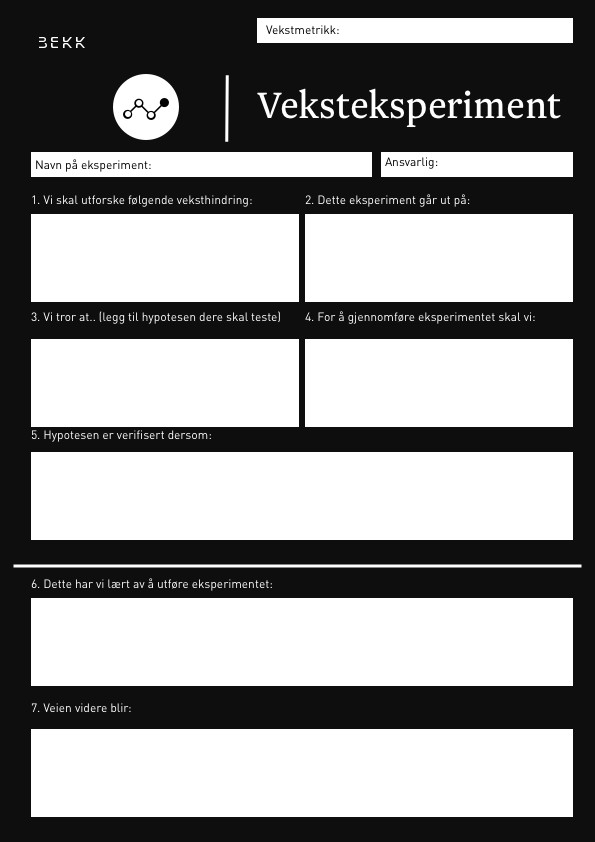 BEKK
Vekstmetrikk:
Veksteksperiment
Navn på eksperiment:
Ansvarlig:
1. Vi skal utforske følgende veksthindring:
2. Dette eksperiment går ut på:
3. Vi tror at.. (legg til hypotesen dere skal teste)
4. For å gjennomføre eksperimentet skal vi:
5. Hypotesen er verifisert dersom:
6. Dette har vi lært av å utføre eksperimentet:
7. Veien videre blir: